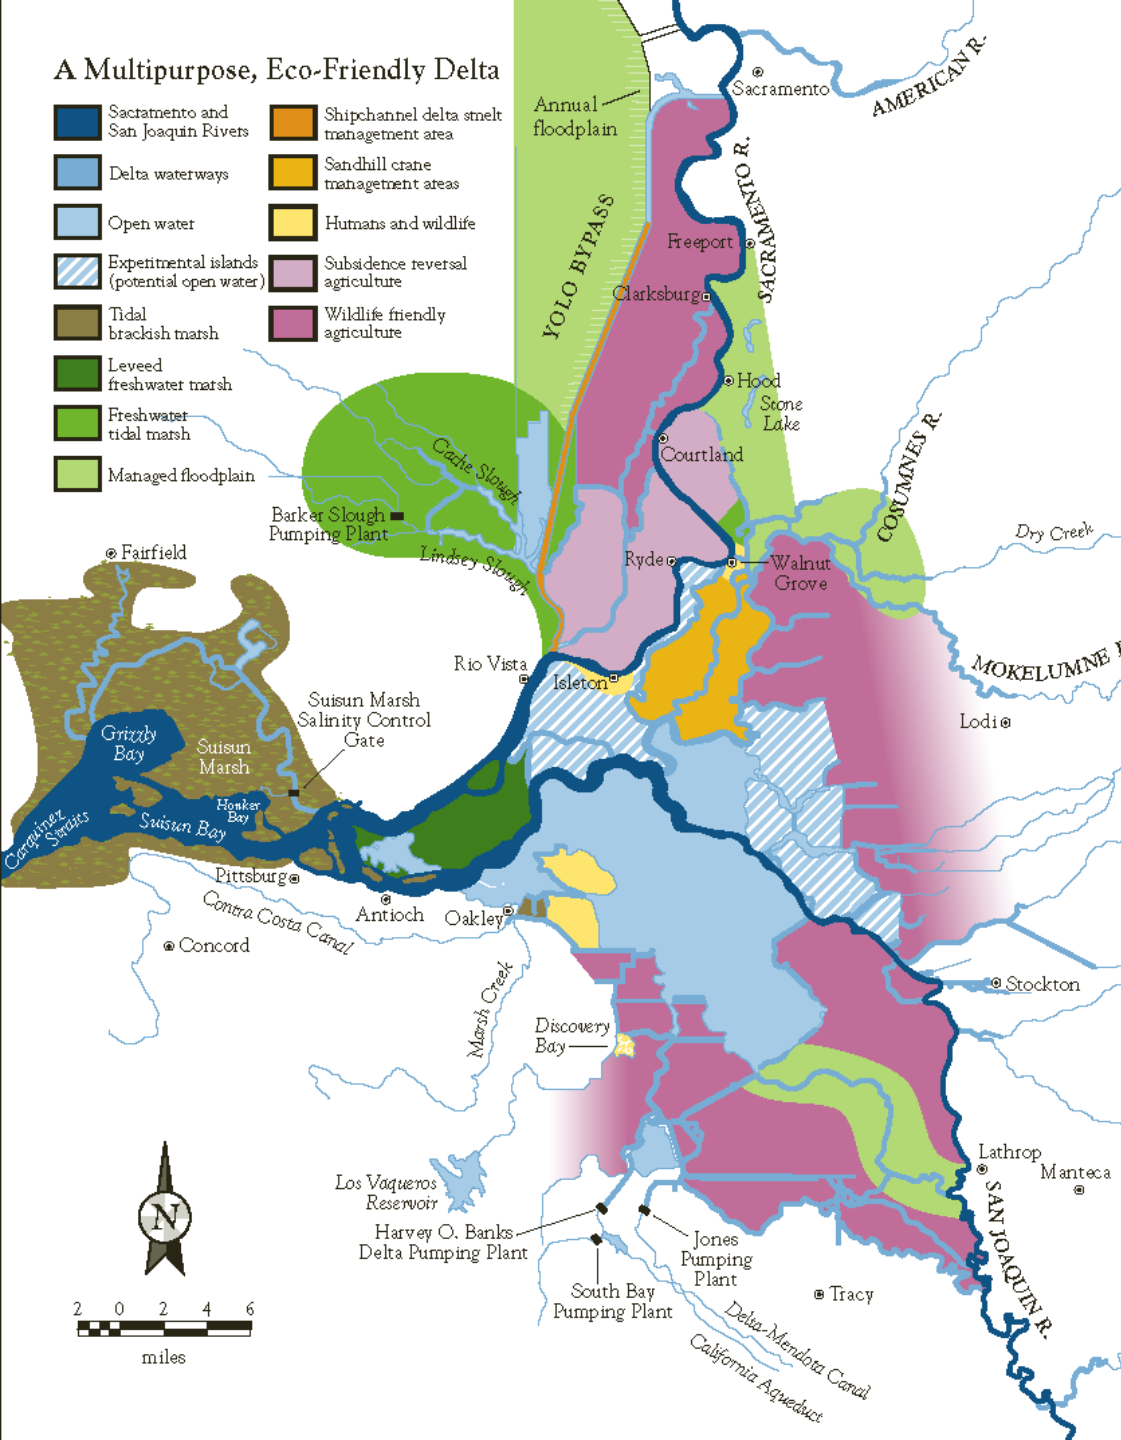 A Multipurpose, Eco-Friendly Delta
Sacramento and
San Joaquin Rivers
Delta waterways
Open water
Experimental islands
(potential open water)
Tidal
brackish marsh
Leveed
freshwater marsh
Freshwater
tidal marsh
Managed floodplain
Shipchannel delta smelt
management area
Sandhill crane
management areas
Humans and wildlife
Subsidence reversal
agriculture
Wildlife friendly
agriculture
Annual
floodplain
Sacramento
AMERICAN R.
SACRAMENTO R.
YOLO BYPASS
Freeport
Clarksburg
Hood
Stone
Lake
Courtland
COSUMNES R.
Cache Slough
Barker Slough
Pumping Plant
Lindsey Slough
Dry Creek
Fairfield
Ryde
Walnut
Grove
MOKELUMNE R
Rio Vista
Isleton
Suisun Marsh
Salinity Control
Gate
Lodi
Grizzly
Bay
Suisun
Marsh
Honker
Bay
Suisun Bay
Carquinez
Straits
Pittsburg
Antioch
Oakley
Contra Costa Canal
Concord
Marsh Creek
Stockton
Discovery
Bay
Lathrop
Manteca
Los Vaqueros
Reservoir
Harvey O. Banks
Delta Pumping Plant
Jones
Pumping
Plant
South Bay
Pumping Plant
SAN JOAQUIN R.
Tracy
Delta-Mendota Canal
California Aqueduct
N
2 0 2 4 6
miles